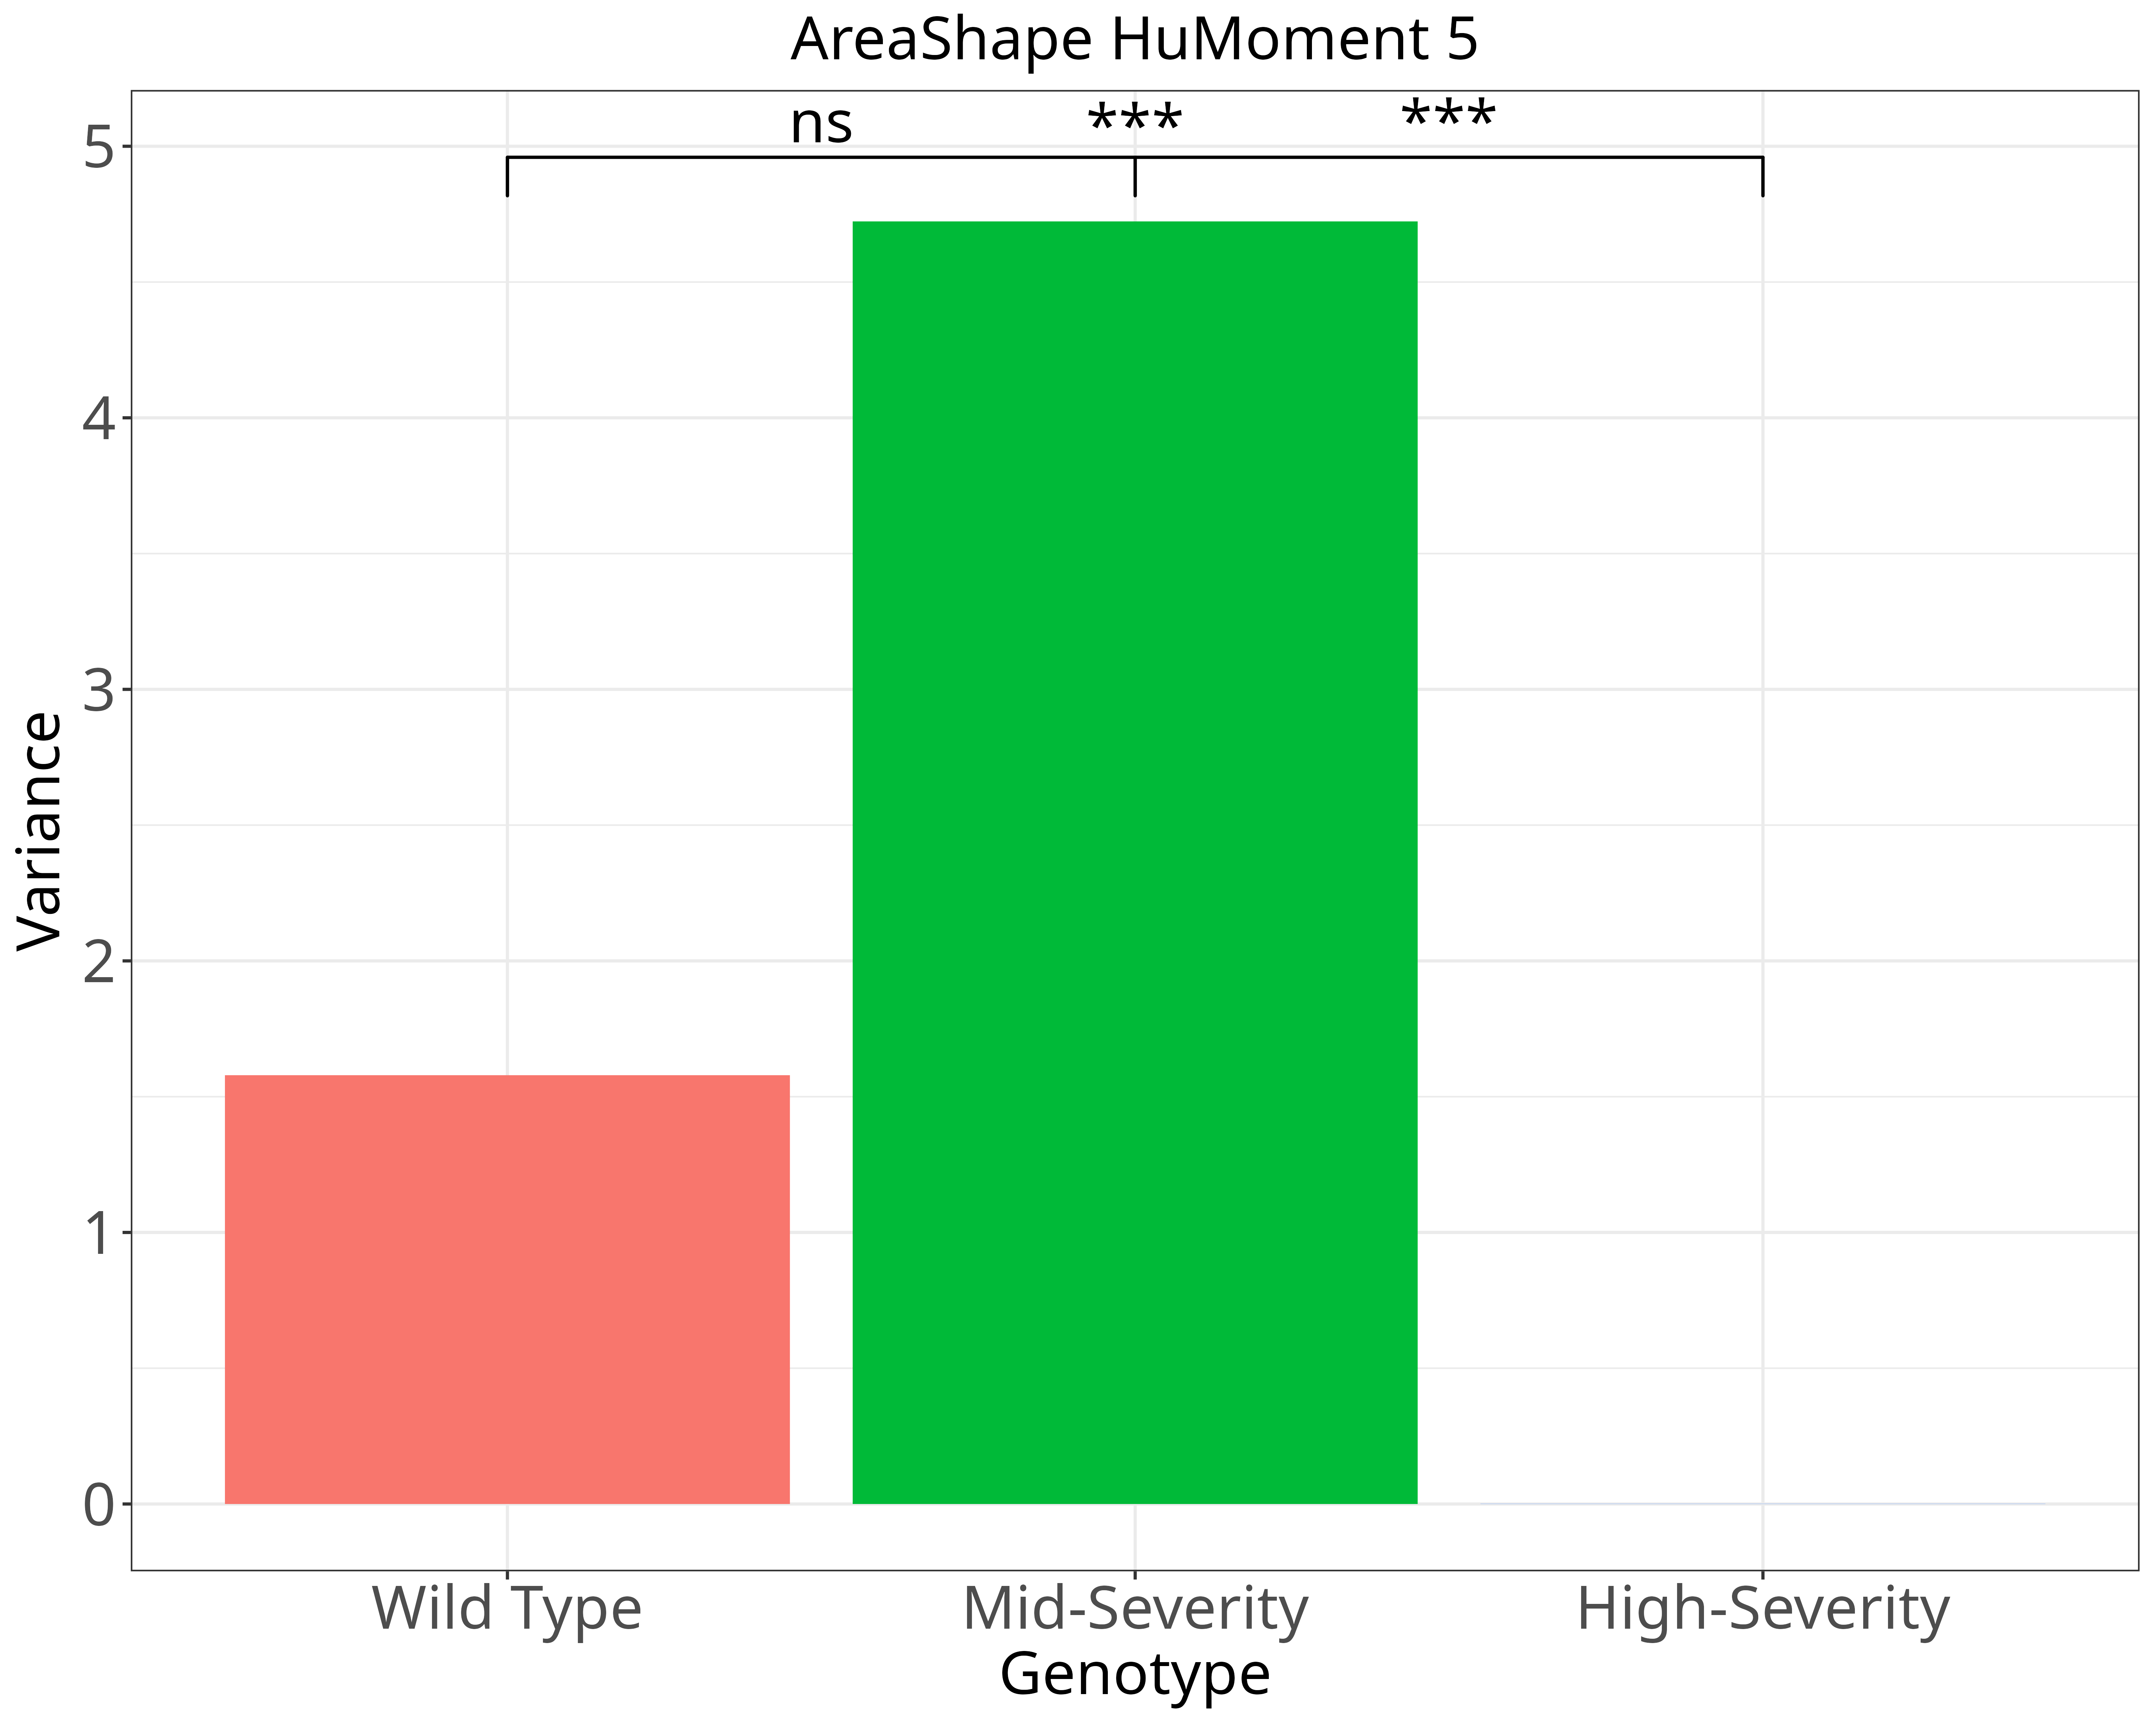 AreaShape HuMoment 5
ns *** ***
5
4
3
2
1
0
Variance
Wild Type Mid-Severity High-Severity
Genotype